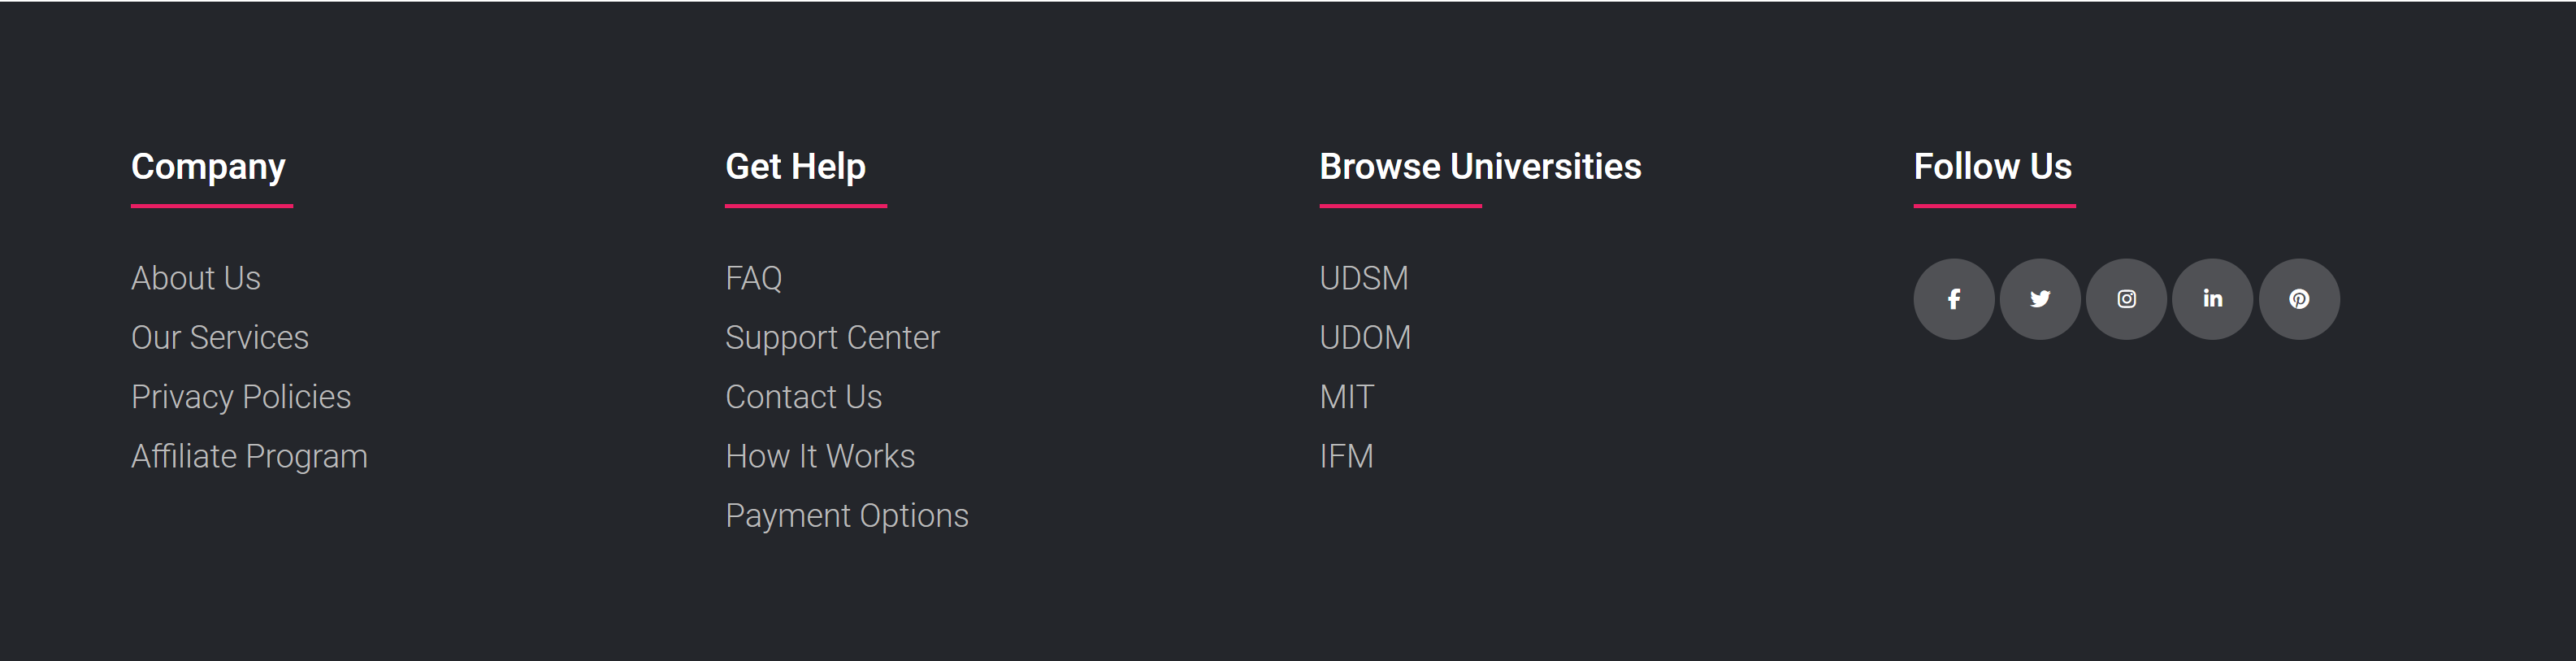 Company
About Us
Our Services
Privacy Policies
Affiliate Program
Get Help
FAQ
Support Center
Contact Us
How It Works
Payment Options
Browse Universities
UDSM
UDOM
MIT
IFM
Follow Us